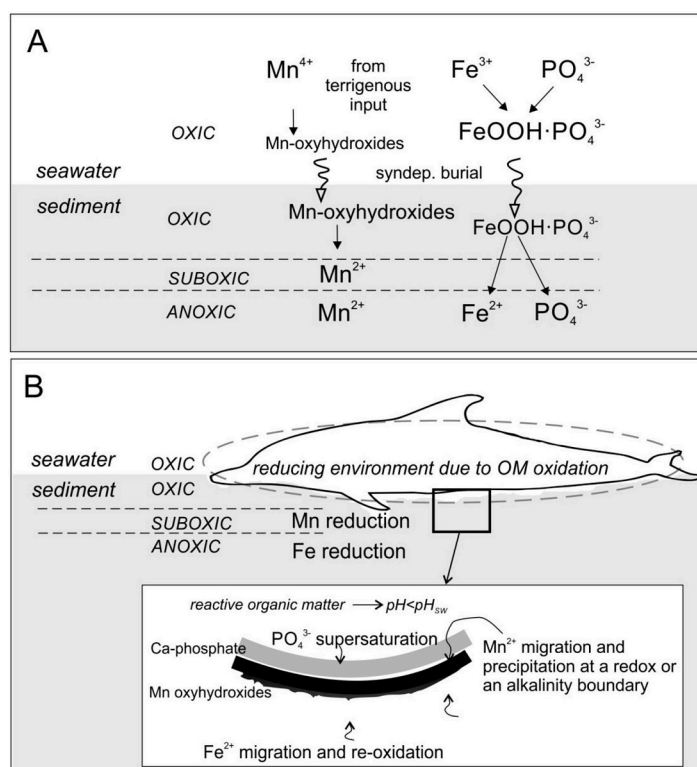 A
Mn⁴⁺
from
terrigenous
input
Fe³⁺
PO₄³⁻
OXIC
Mn-oxyhydroxides
FeOOH·PO₄³⁻
seawater
syndep. burial
sediment
OXIC
Mn-oxyhydroxides
FeOOH·PO₄³⁻
SUBOXIC
Mn²⁺
ANOXIC
Mn²⁺
Fe²⁺
PO₄³⁻
B
seawater
OXIC
reducing environment due to OM oxidation
sediment
OXIC
SUBOXIC
Mn reduction
ANOXIC
Fe reduction
reactive organic matter → pH<pHsw
PO₄³⁻ supersaturation
Ca-phosphate
Mn oxyhydroxides
Mn²⁺ migration and
precipitation at a redox or
an alkalinity boundary
Fe²⁺ migration and re-oxidation